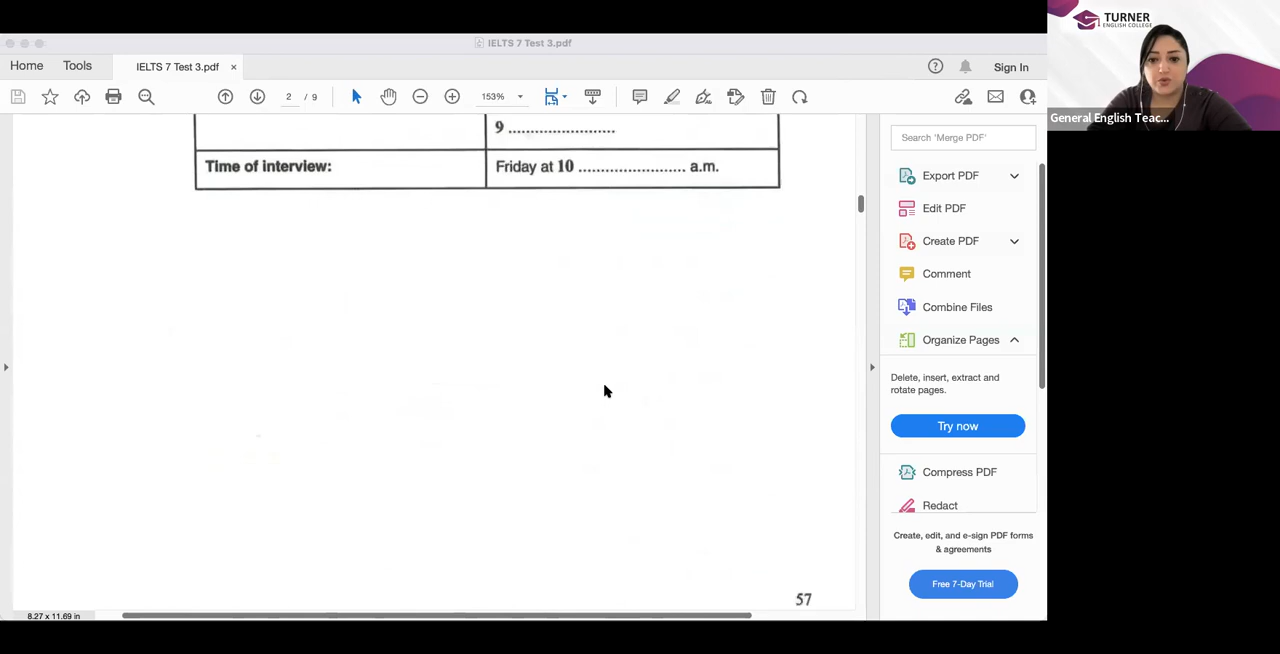 TURNER
ENGLISH COLLEGE
General English Teac...
IELTS 7 Test 3.pdf
Home
Tools
IELTS 7 Test 3.pdf ×
Sign In
2 / 9
153%
9 ........................
Time of interview:
Friday at 10 ........................ a.m.
57
8.27 x 11.69 in
Search 'Merge PDF'
Export PDF
Edit PDF
Create PDF
Comment
Combine Files
Organize Pages
Delete, insert, extract and
rotate pages.
Try now
Compress PDF
Redact
Create, edit, and e-sign PDF forms
& agreements
Free 7-Day Trial